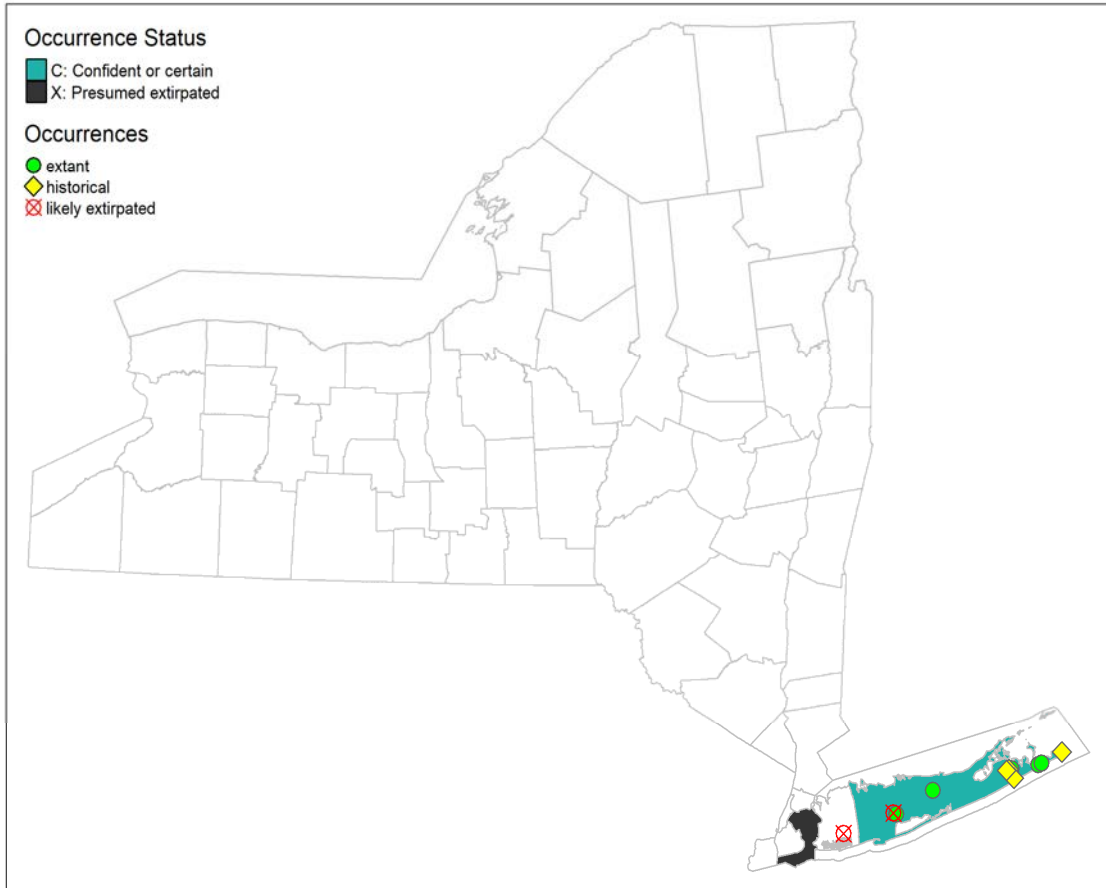 Occurrence Status
C: Confident or certain
X: Presumed extirpated
Occurrences
extant
historical
likely extirpated